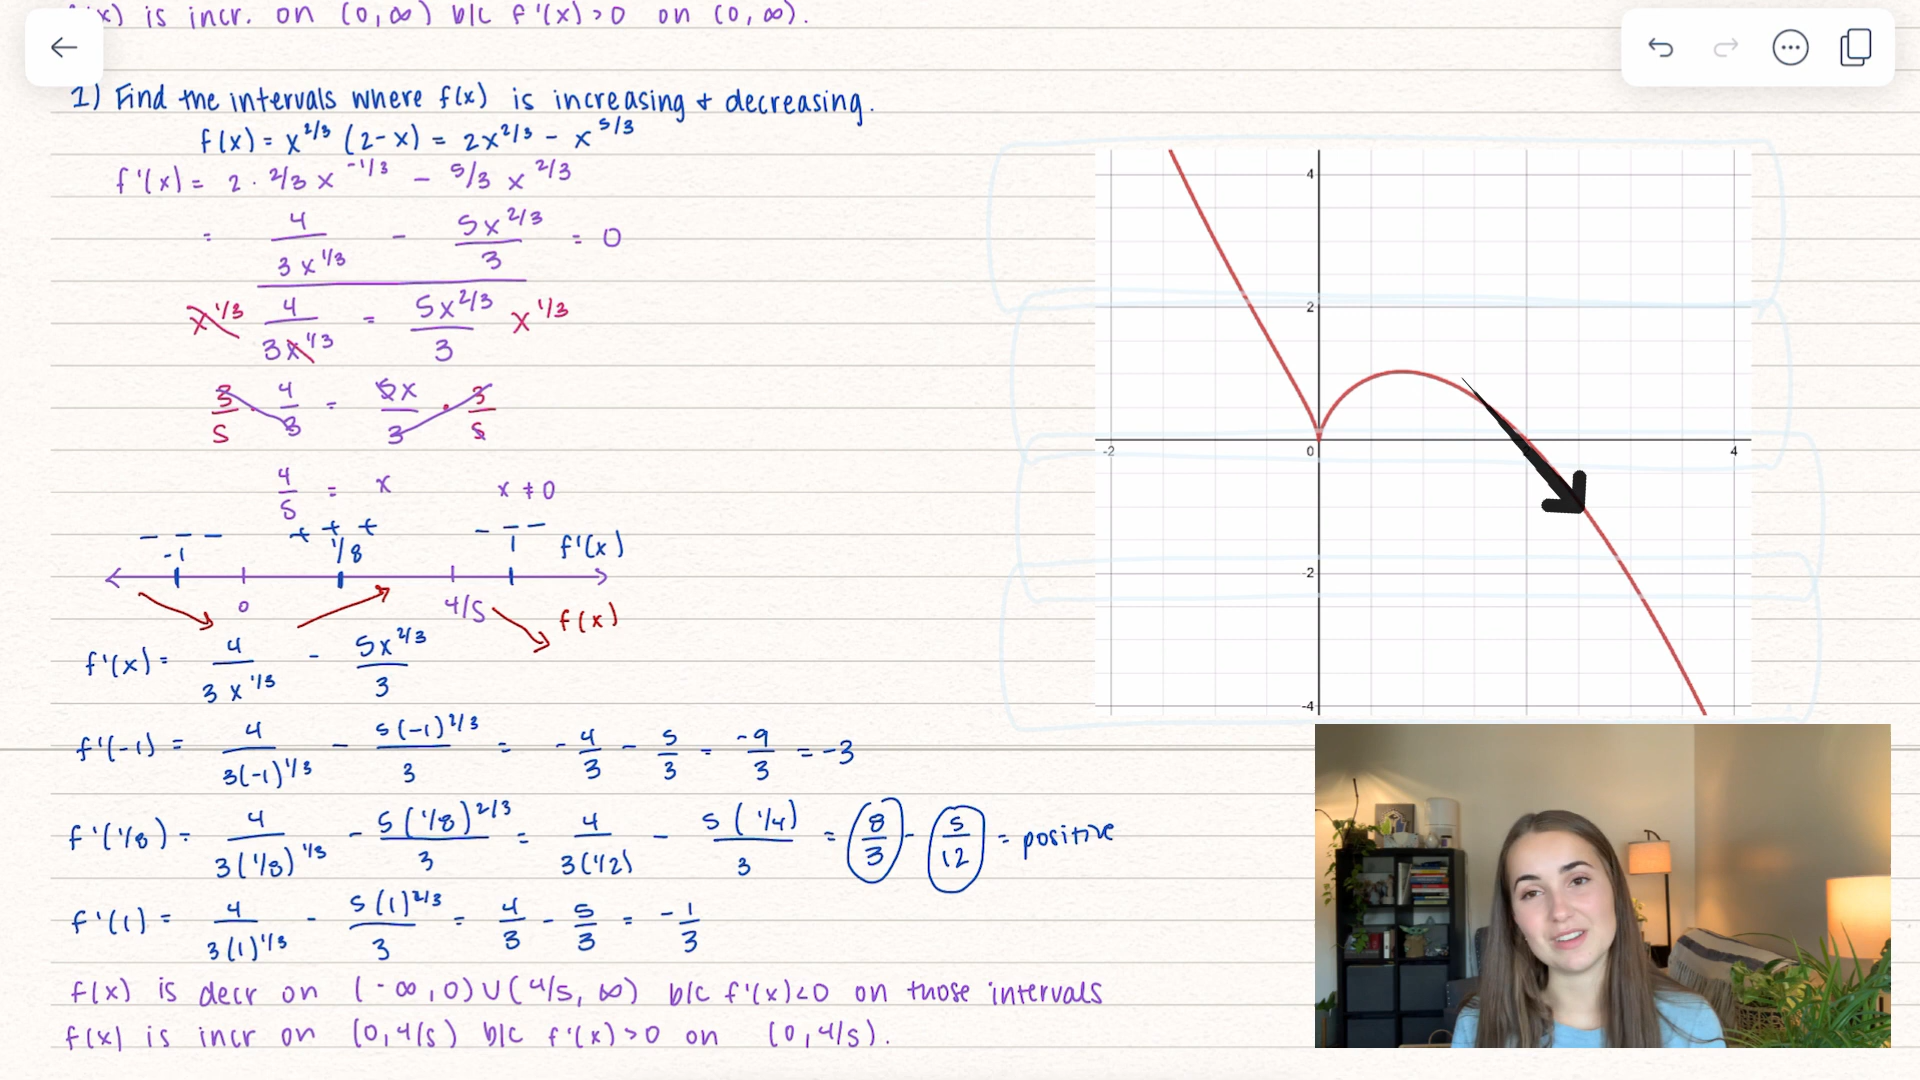 x) is incr. on (0,∞) b/c f'(x)>0 on (0,∞).
2) Find the intervals where f(x) is increasing + decreasing.
f(x) = x^2/3 (2-x) = 2x^2/3 - x^5/3
f'(x) = 2 · 2/3 x^-1/3 - 5/3 x^2/3
= 4/3x^1/3 - 5x^2/3/3 = 0
x^1/3 4/3x^1/3 = 5x^2/3/3 x^1/3
3/5 · 4/3 = 5x/3 · 3/5
4/5 = x x ≠ 0
- - - + + + - - -
-1 1/8 1 f'(x)
0 4/5 f(x)
f'(x) = 4/3x^1/3 - 5x^2/3/3
f'(-1) = 4/3(-1)^1/3 - 5(-1)^2/3/3 = -4/3 - 5/3 = -9/3 = -3
f'(1/8) = 4/3(1/8)^1/3 - 5(1/8)^2/3/3 = 4/3(1/2) - 5(1/4)/3 = 8/3 - 5/12 = positive
f'(1) = 4/3(1)^1/3 - 5(1)^2/3/3 = 4/3 - 5/3 = -1/3
f(x) is decr on (-∞,0)∪(4/5,∞) b/c f'(x)<0 on those intervals
f(x) is incr on (0,4/5) b/c f'(x)>0 on (0,4/5).
4
2
-2 0 4
-2
-4